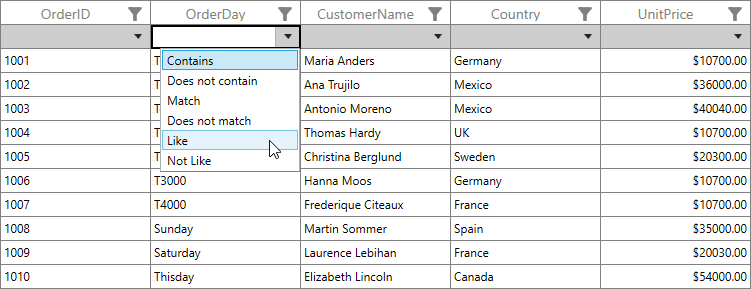 OrderID OrderDay CustomerName Country UnitPrice
Contains
1001 T Maria Anders Germany $10700.00
Does not contain
1002 T Ana Trujilo Mexico $36000.00
Match
1003 Antonio Moreno Mexico $40040.00
Does not match
1004 T Thomas Hardy UK $10700.00
Like
1005 T Christina Berglund Sweden $20300.00
Not Like
1006 T3000 Hanna Moos Germany $10700.00
1007 T4000 Frederique Citeaux France $10700.00
1008 Sunday Martin Sommer Spain $35000.00
1009 Saturday Laurence Lebihan France $20030.00
1010 Thisday Elizabeth Lincoln Canada $54000.00